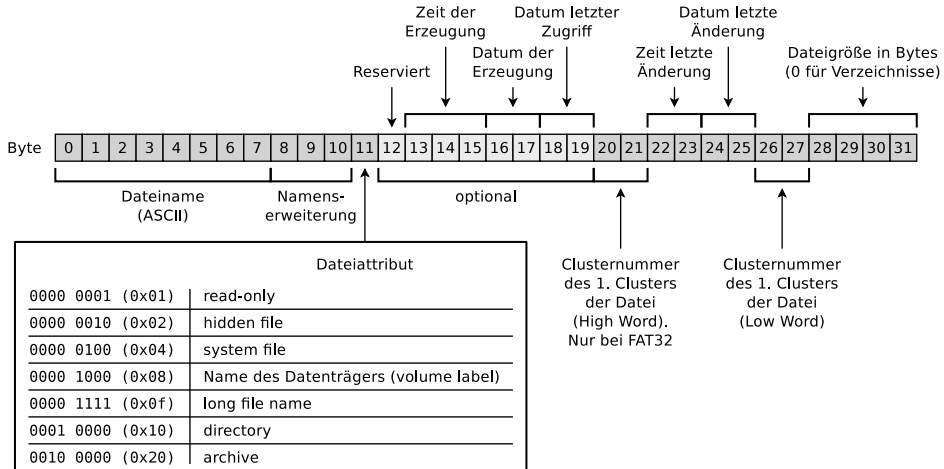 Zeit der
Erzeugung
Datum letzter
Zugriff
Datum letzte
Änderung
Reserviert
Datum der
Erzeugung
Zeit letzte
Änderung
Dateigröße in Bytes
(0 für Verzeichnisse)
Byte 0 1 2 3 4 5 6 7 8 9 10 11 12 13 14 15 16 17 18 19 20 21 22 23 24 25 26 27 28 29 30 31
Dateiname
(ASCII)
Namens-
erweiterung
optional
Clusternummer
des 1. Clusters
der Datei
(High Word).
Nur bei FAT32
Clusternummer
des 1. Clusters
der Datei
(Low Word)
Dateiattribut
0000 0001 (0x01) read-only
0000 0010 (0x02) hidden file
0000 0100 (0x04) system file
0000 1000 (0x08) Name des Datenträgers (volume label)
0000 1111 (0x0f) long file name
0001 0000 (0x10) directory
0010 0000 (0x20) archive